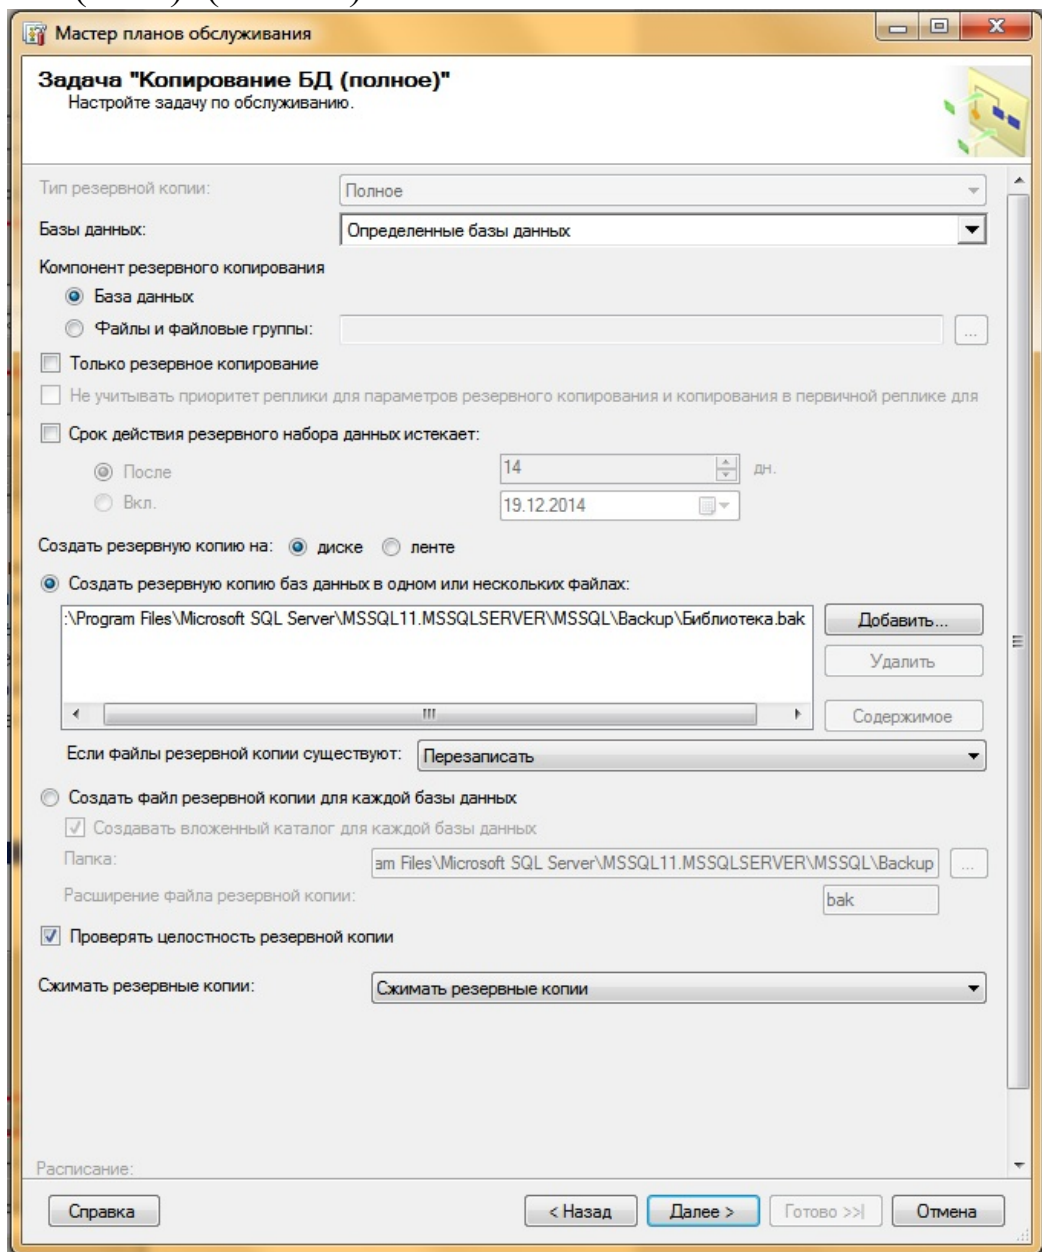 Мастер планов обслуживания
Задача "Копирование БД (полное)"
Настройте задачу по обслуживанию.
Тип резервной копии: Полное
Базы данных: Определенные базы данных
Компонент резервного копирования
База данных
Файлы и файловые группы: ...
Только резервное копирование
Не учитывать приоритет реплики для параметров резервного копирования и копирования в первичной реплике для
Срок действия резервного набора данных истекает:
После 14 дн.
Вкл. 19.12.2014
Создать резервную копию на: диске ленте
Создать резервную копию баз данных в одном или нескольких файлах:
:\Program Files\Microsoft SQL Server\MSSQL11.MSSQLSERVER\MSSQL\Backup\Библиотека.bak Добавить...
Удалить
Содержимое
Если файлы резервной копии существуют: Перезаписать
Создать файл резервной копии для каждой базы данных
Создавать вложенный каталог для каждой базы данных
Папка: am Files\Microsoft SQL Server\MSSQL11.MSSQLSERVER\MSSQL\Backup ...
Расширение файла резервной копии: bak
Проверять целостность резервной копии
Сжимать резервные копии: Сжимать резервные копии
Расписание:
Справка < Назад Далее > Готово >>| Отмена